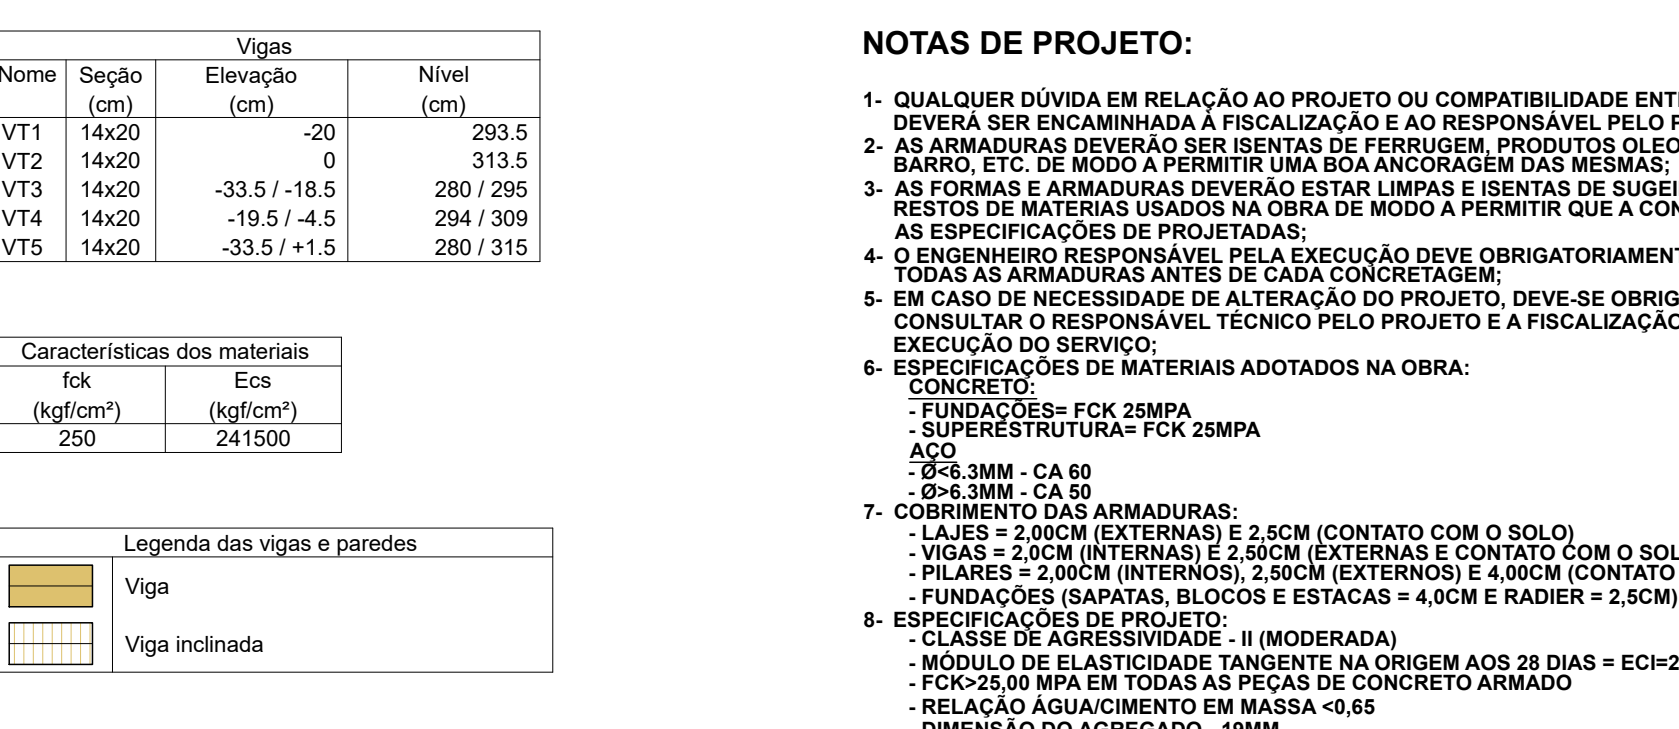 Vigas
Nome Seção Elevação Nível
(cm) (cm) (cm)
VT1 14x20 -20 293.5
VT2 14x20 0 313.5
VT3 14x20 -33.5 / -18.5 280 / 295
VT4 14x20 -19.5 / -4.5 294 / 309
VT5 14x20 -33.5 / +1.5 280 / 315
Características dos materiais
fck Ecs
(kgf/cm²) (kgf/cm²)
250 241500
Legenda das vigas e paredes
Viga
Viga inclinada
NOTAS DE PROJETO:
1- QUALQUER DÚVIDA EM RELAÇÃO AO PROJETO OU COMPATIBILIDADE
DEVERÁ SER ENCAMINHADA À FISCALIZAÇÃO E AO RESPONSÁVEL PELO
2- AS ARMADURAS DEVERÃO SER ISENTAS DE FERRUGEM, PRODUTOS
BARRO, ETC. DE MODO A PERMITIR UMA BOA ANCORAGEM DAS MESMAS;
3- AS FORMAS E ARMADURAS DEVERÃO ESTAR LIMPAS E ISENTAS DE
RESTOS DE MATERIAS USADOS NA OBRA DE MODO A PERMITIR QUE A
AS ESPECIFICAÇÕES DE PROJETADAS;
4- O ENGENHEIRO RESPONSÁVEL PELA EXECUÇÃO DEVE
TODAS AS ARMADURAS ANTES DE CADA CONCRETAGEM;
5- EM CASO DE NECESSIDADE DE ALTERAÇÃO DO PROJETO, DEVE-SE
CONSULTAR O RESPONSÁVEL TÉCNICO PELO PROJETO E A FISCALIZAÇÃO
EXECUÇÃO DO SERVIÇO;
6- ESPECIFICAÇÕES DE MATERIAIS ADOTADOS NA OBRA:
CONCRETO:
- FUNDAÇÕES= FCK 25MPA
- SUPERESTRUTURA= FCK 25MPA
AÇO
- Ø<6.3MM - CA 60
- Ø>6.3MM - CA 50
7- COBRIMENTO DAS ARMADURAS:
- LAJES = 2,00CM (EXTERNAS) E 2,5CM (CONTATO COM O SOLO)
- VIGAS = 2,0CM (INTERNAS) E 2,50CM (EXTERNAS E CONTATO COM O
- PILARES = 2,00CM (INTERNOS), 2,50CM (EXTERNOS) E 4,00CM (CONTATO
- FUNDAÇÕES (SAPATAS, BLOCOS E ESTACAS = 4,0CM E RADIER = 2,5CM)
8- ESPECIFICAÇÕES DE PROJETO:
- CLASSE DE AGRESSIVIDADE - II (MODERADA)
- MÓDULO DE ELASTICIDADE TANGENTE NA ORIGEM AOS 28 DIAS =
- FCK>25,00 MPA EM TODAS AS PEÇAS DE CONCRETO ARMADO
- RELAÇÃO ÁGUA/CIMENTO EM MASSA <0,65
DIMENSÃO DO AGREGADO 19MM